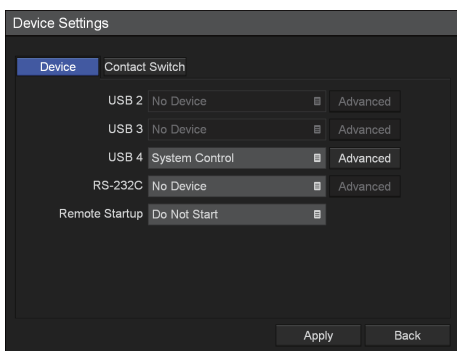 Device Settings
Device Contact Switch
USB 2 No Device Advanced
USB 3 No Device Advanced
USB 4 System Control Advanced
RS-232C No Device Advanced
Remote Startup Do Not Start
Apply Back